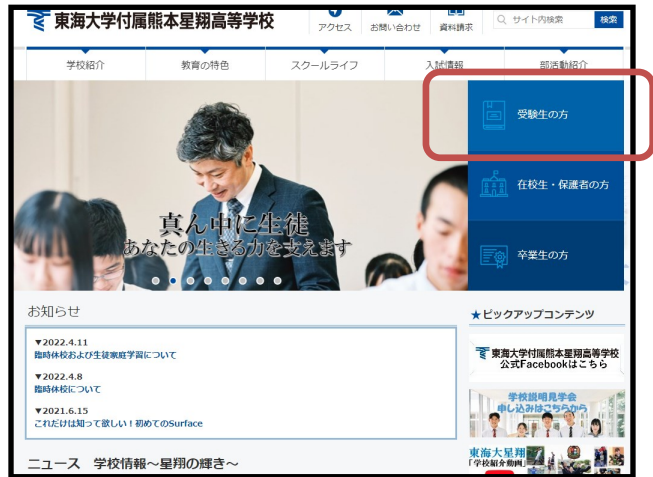 東海大学付属熊本星翔高等学校
アクセス お問い合わせ 資料請求
サイト内検索 検索
学校紹介 教育の特色 スクールライフ 入試情報 部活動紹介
受験生の方
在校生・保護者の方
卒業生の方
真ん中に生徒
あなたの生きる力を支えます
お知らせ
▼2022.4.11
臨時休校および生徒家庭学習について
▼2022.4.8
臨時休校について
▼2021.6.15
これだけは知って欲しい！初めてのSurface
ニュース 学校情報～星翔の輝き～
★ピックアップコンテンツ
東海大学付属熊本星翔高等学校
公式Facebookはこちら
学校説明見学会
申し込みはこちらから
東海大星翔
「学校紹介動画」